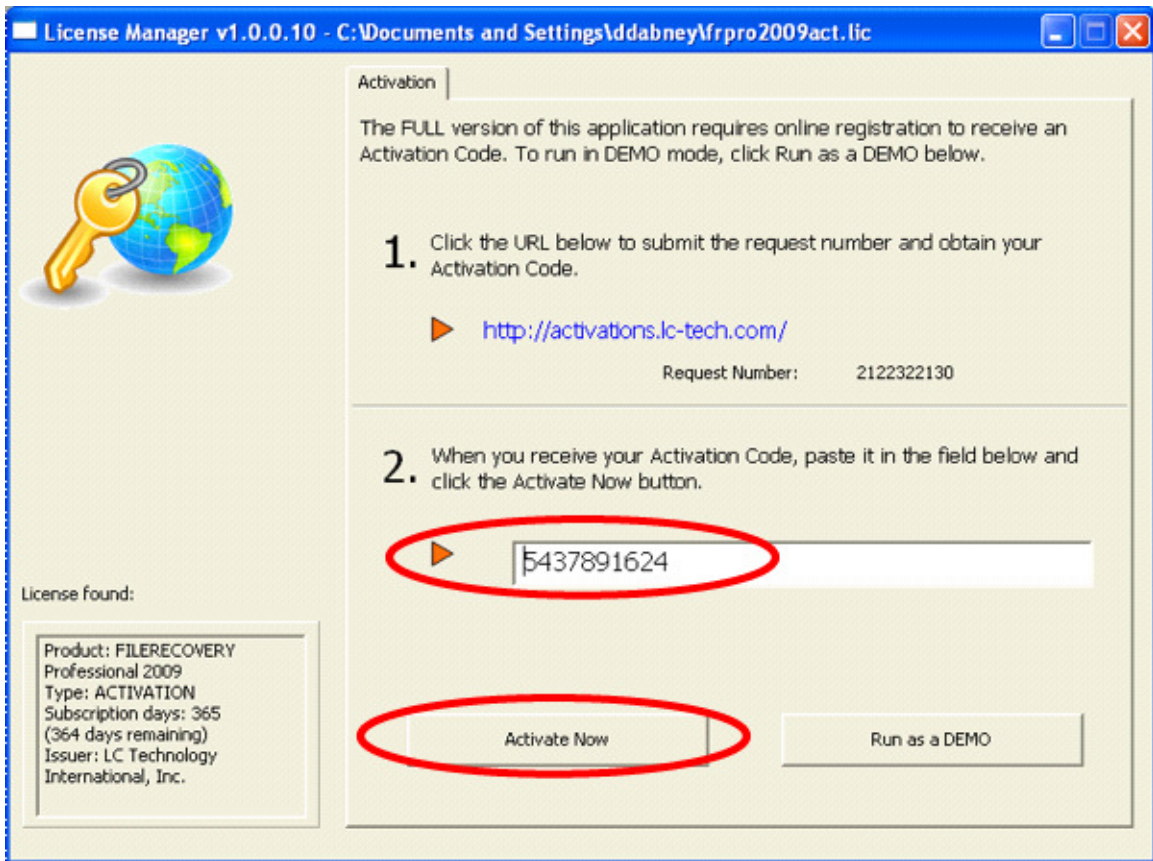 License Manager v1.0.0.10 - C:\Documents and Settings\ddabney\frpro2009act.lic
Activation
The FULL version of this application requires online registration to receive an
Activation Code. To run in DEMO mode, click Run as a DEMO below.
1. Click the URL below to submit the request number and obtain your
Activation Code.
http://activations.lc-tech.com/
Request Number: 2122322130
2. When you receive your Activation Code, paste it in the field below and
click the Activate Now button.
5437891624
License found:
Product: FILERECOVERY
Professional 2009
Type: ACTIVATION
Subscription days: 365
(364 days remaining)
Issuer: LC Technology
International, Inc.
Activate Now
Run as a DEMO